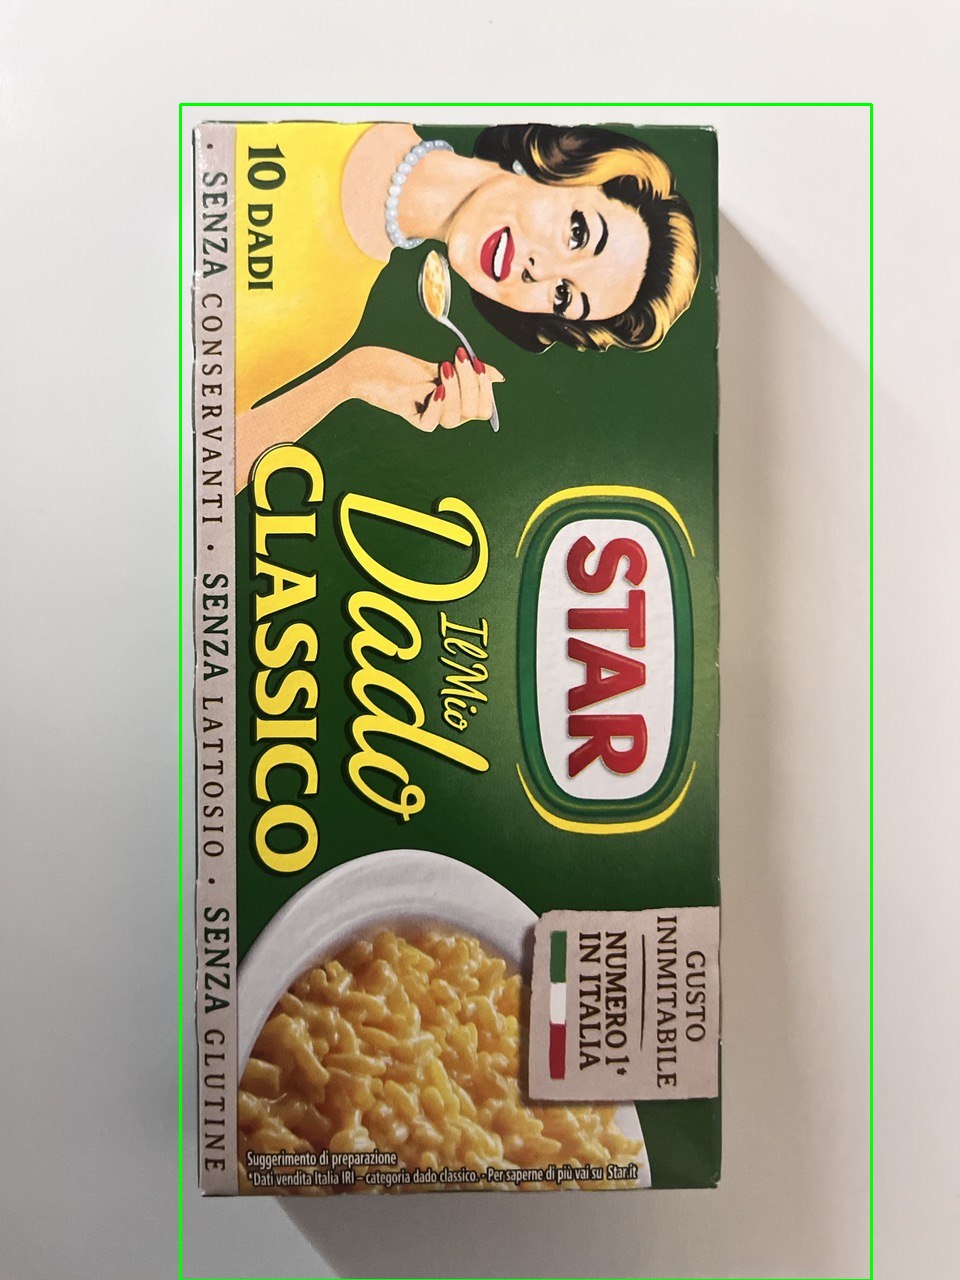 STAR
Il Mio
Dado
CLASSICO
10 DADI
GUSTO
INIMITABILE
NUMERO 1*
IN ITALIA
Suggerimento di preparazione
*Dati vendita Italia IRI – categoria dado classico. - Per saperne di più vai su Star.it
• SENZA CONSERVANTI • SENZA LATTOSIO • SENZA GLUTINE